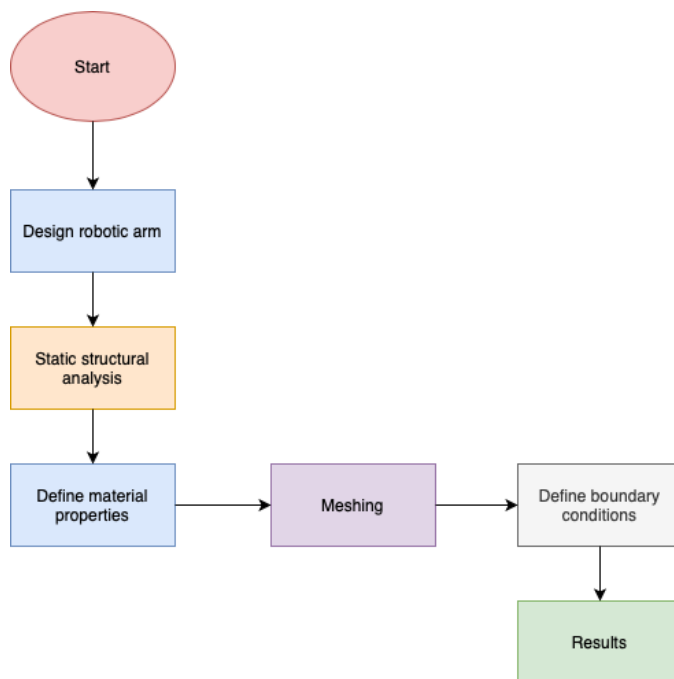 Start
Design robotic arm
Static structural
analysis
Define material
properties
Meshing
Define boundary
conditions
Results